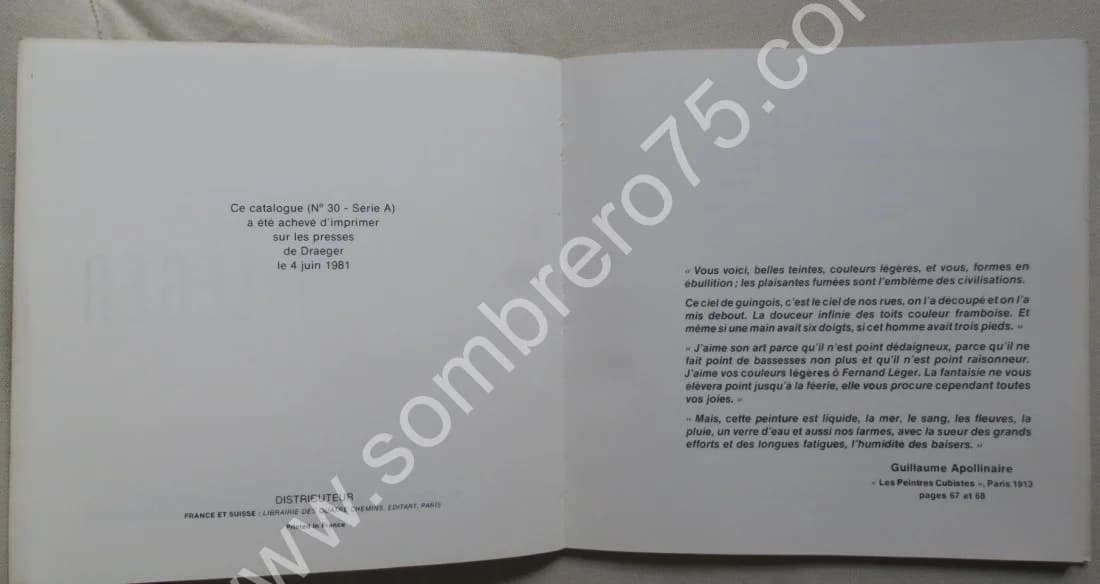 Ce catalogue (Nº 30 - Série A)
a été achevé d'imprimer
sur les presses
de Draeger
le 4 juin 1981
DISTRIBUTEUR
FRANCE ET SUISSE : LIBRAIRIE DES QUATRE CHEMINS, EDITART, PARIS
Printed in France
« Vous voici, belles teintes, couleurs légères, et vous, formes en
ébullition ; les plaisantes fumées sont l'emblème des civilisations.
Ce ciel de guingois, c'est le ciel de nos rues, on l'a découpé et on l'a
mis debout. La douceur infinie des toits couleur framboise. Et
même si une main avait six doigts, si cet homme avait trois pieds. »
« J'aime son art parce qu'il n'est point dédaigneux, parce qu'il ne
fait point de bassesses non plus et qu'il n'est point raisonneur.
J'aime vos couleurs légères ô Fernand Léger. La fantaisie ne vous
élèvera point jusqu'à la féerie, elle vous procure cependant toutes
vos joies. »
« Mais, cette peinture est liquide, la mer, le sang, les fleuves, la
pluie, un verre d'eau et aussi nos larmes, avec la sueur des grands
efforts et des longues fatigues, l'humidité des baisers. »
Guillaume Apollinaire
« Les Peintres Cubistes », Paris 1913
pages 67 et 68
www.sombrero75.com